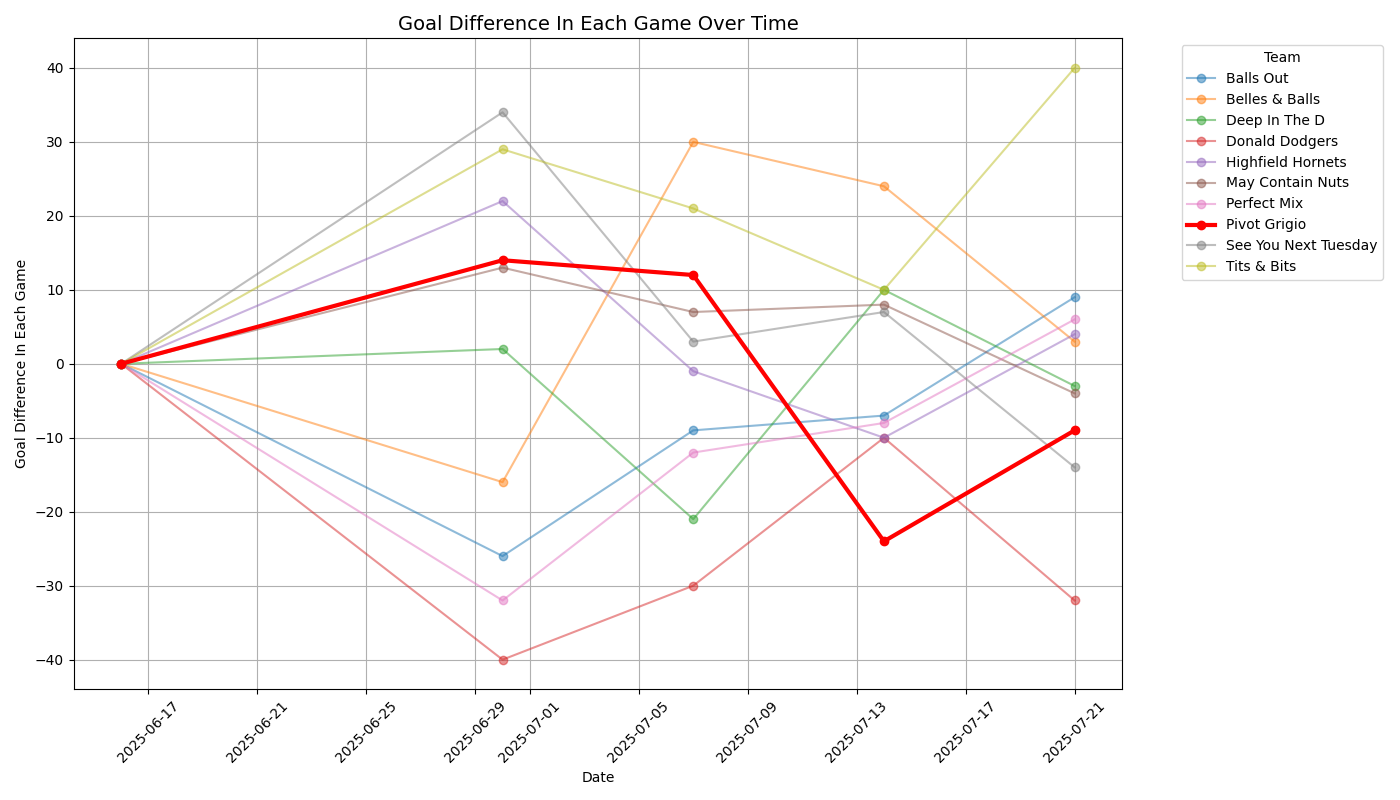 Goal Difference In Each Game Over Time
Goal Difference In Each Game
40
30
20
10
0
−10
−20
−30
−40
2025-06-17
2025-06-21
2025-06-25
2025-06-29
2025-07-01
2025-07-05
2025-07-09
2025-07-13
2025-07-17
2025-07-21
Date
Team
Balls Out
Belles & Balls
Deep In The D
Donald Dodgers
Highfield Hornets
May Contain Nuts
Perfect Mix
Pivot Grigio
See You Next Tuesday
Tits & Bits